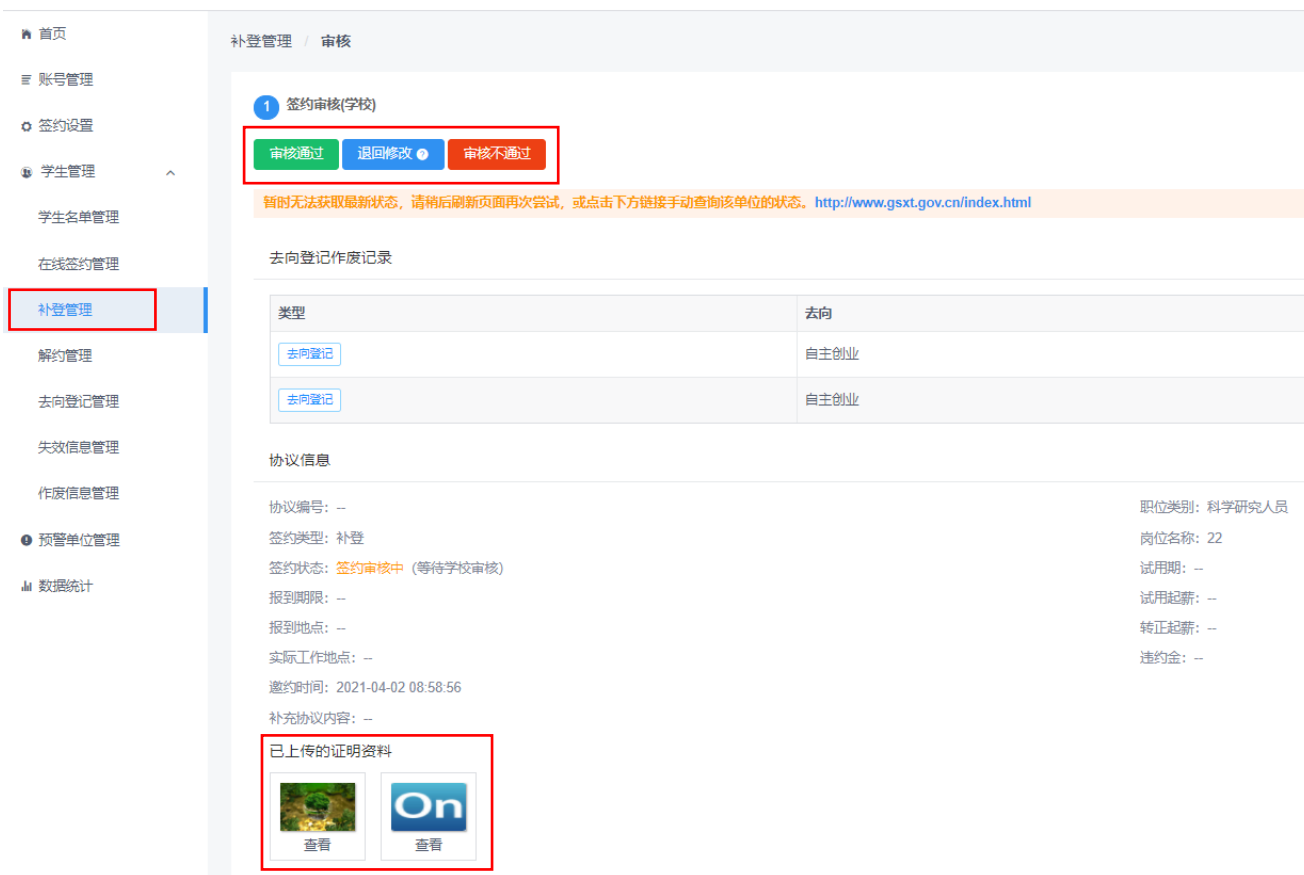 首页
账号管理
签约设置
学生管理
学生名单管理
在线签约管理
补登管理
解约管理
去向登记管理
失效信息管理
作废信息管理
预警单位管理
数据统计
补登管理 / 审核
1 签约审核(学校)
审核通过 退回修改 ? 审核不通过
暂时无法获取最新状态，请稍后刷新页面再次尝试，或点击下方链接手动查询该单位的状态。http://www.gsxt.gov.cn/index.html
去向登记作废记录
类型 去向
去向登记 自主创业
去向登记 自主创业
协议信息
协议编号：-- 职位类别：科学研究人员
签约类型：补登 岗位名称：22
签约状态：签约审核中（等待学校审核） 试用期：--
报到期限：-- 试用起薪：--
报到地点：-- 转正起薪：--
实际工作地点：-- 违约金：--
邀约时间：2021-04-02 08:58:56
补充协议内容：--
已上传的证明资料
On
查看 查看